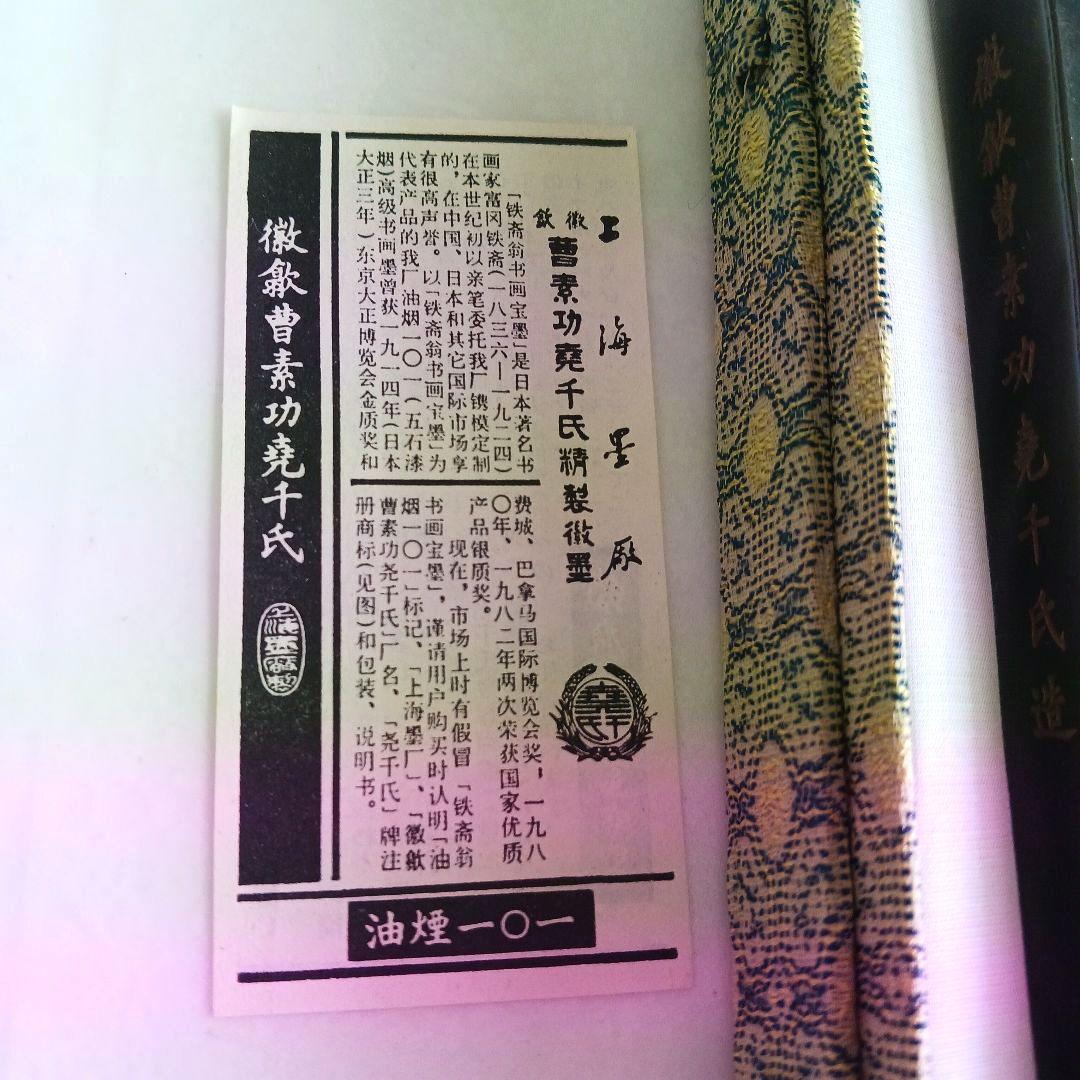 上海墨厰
徽歙
曹素功堯千氏精製徽墨
堯千氏
「铁斋翁书画宝墨」是日本著名书
画家富冈铁斋(一八三六—一九二四)
在本世纪初以亲笔委托我厂镌模定制
的,在中国、日本和其它国际市场享
有很高声誉。以「铁斋翁书画宝墨」为
代表产品的我厂油烟一〇一(五石漆
烟)高级书画墨曾获一九一四年(日本
大正三年)东京大正博览会金质奖和
费城、巴拿马国际博览会奖,一九八
〇年、一九八二年两次荣获国家优质
产品银质奖。
现在,市场上时有假冒「铁斋翁
书画宝墨」,谨请用户购买时认明「油
烟一〇一」标记、「上海墨厂」、「徽歙
曹素功尧千氏」厂名、「尧千氏」牌注
册商标(见图)和包装、说明书。
徽歙曹素功堯千氏
上海墨厰製
油煙一〇一
徽歙曹素功堯千氏造